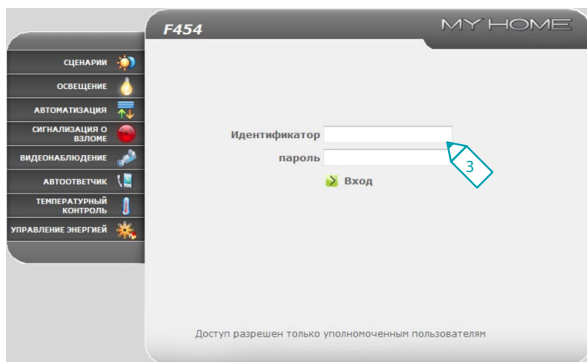 F454
MY HOME
СЦЕНАРИИ
ОСВЕЩЕНИЕ
АВТОМАТИЗАЦИЯ
СИГНАЛИЗАЦИЯ О
ВЗЛОМЕ
ВИДЕОНАБЛЮДЕНИЕ
АВТООТВЕТЧИК
ТЕМПЕРАТУРНЫЙ
КОНТРОЛЬ
УПРАВЛЕНИЕ ЭНЕРГИЕЙ
Идентификатор
пароль
3
Вход
Доступ разрешен только уполномоченным пользователям